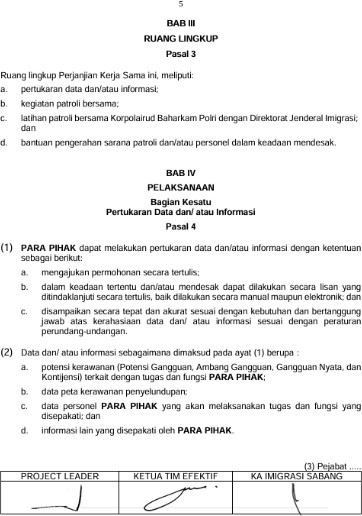 5
BAB III
RUANG LINGKUP
Pasal 3
Ruang lingkup Perjanjian Kerja Sama ini, meliputi:
a. pertukaran data dan/atau informasi;
b. kegiatan patroli bersama;
c. latihan patroli bersama Korpolairud Baharkam Polri dengan Direktorat Jenderal Imigrasi;
dan
d. bantuan pengerahan sarana patroli dan/atau personel dalam keadaan mendesak.
BAB IV
PELAKSANAAN
Bagian Kesatu
Pertukaran Data dan/ atau Informasi
Pasal 4
(1) PARA PIHAK dapat melakukan pertukaran data dan/atau informasi dengan ketentuan
sebagai berikut:
a. mengajukan permohonan secara tertulis;
b. dalam keadaan tertentu dan/atau mendesak dapat dilakukan secara lisan yang
ditindaklanjuti secara tertulis, baik dilakukan secara manual maupun elektronik; dan
c. disampaikan secara tepat dan akurat sesuai dengan kebutuhan dan bertanggung
jawab atas kerahasiaan data dan/ atau informasi sesuai dengan peraturan
perundang-undangan.
(2) Data dan/ atau informasi sebagaimana dimaksud pada ayat (1) berupa :
a. potensi kerawanan (Potensi Gangguan, Ambang Gangguan, Gangguan Nyata, dan
Kontijensi) terkait dengan tugas dan fungsi PARA PIHAK;
b. data peta kerawanan penyelundupan;
c. data personel PARA PIHAK yang akan melaksanakan tugas dan fungsi yang
disepakati; dan
d. informasi lain yang disepakati oleh PARA PIHAK.
(3) Pejabat .....
PROJECT LEADER KETUA TIM EFEKTIF KA IMIGRASI SABANG